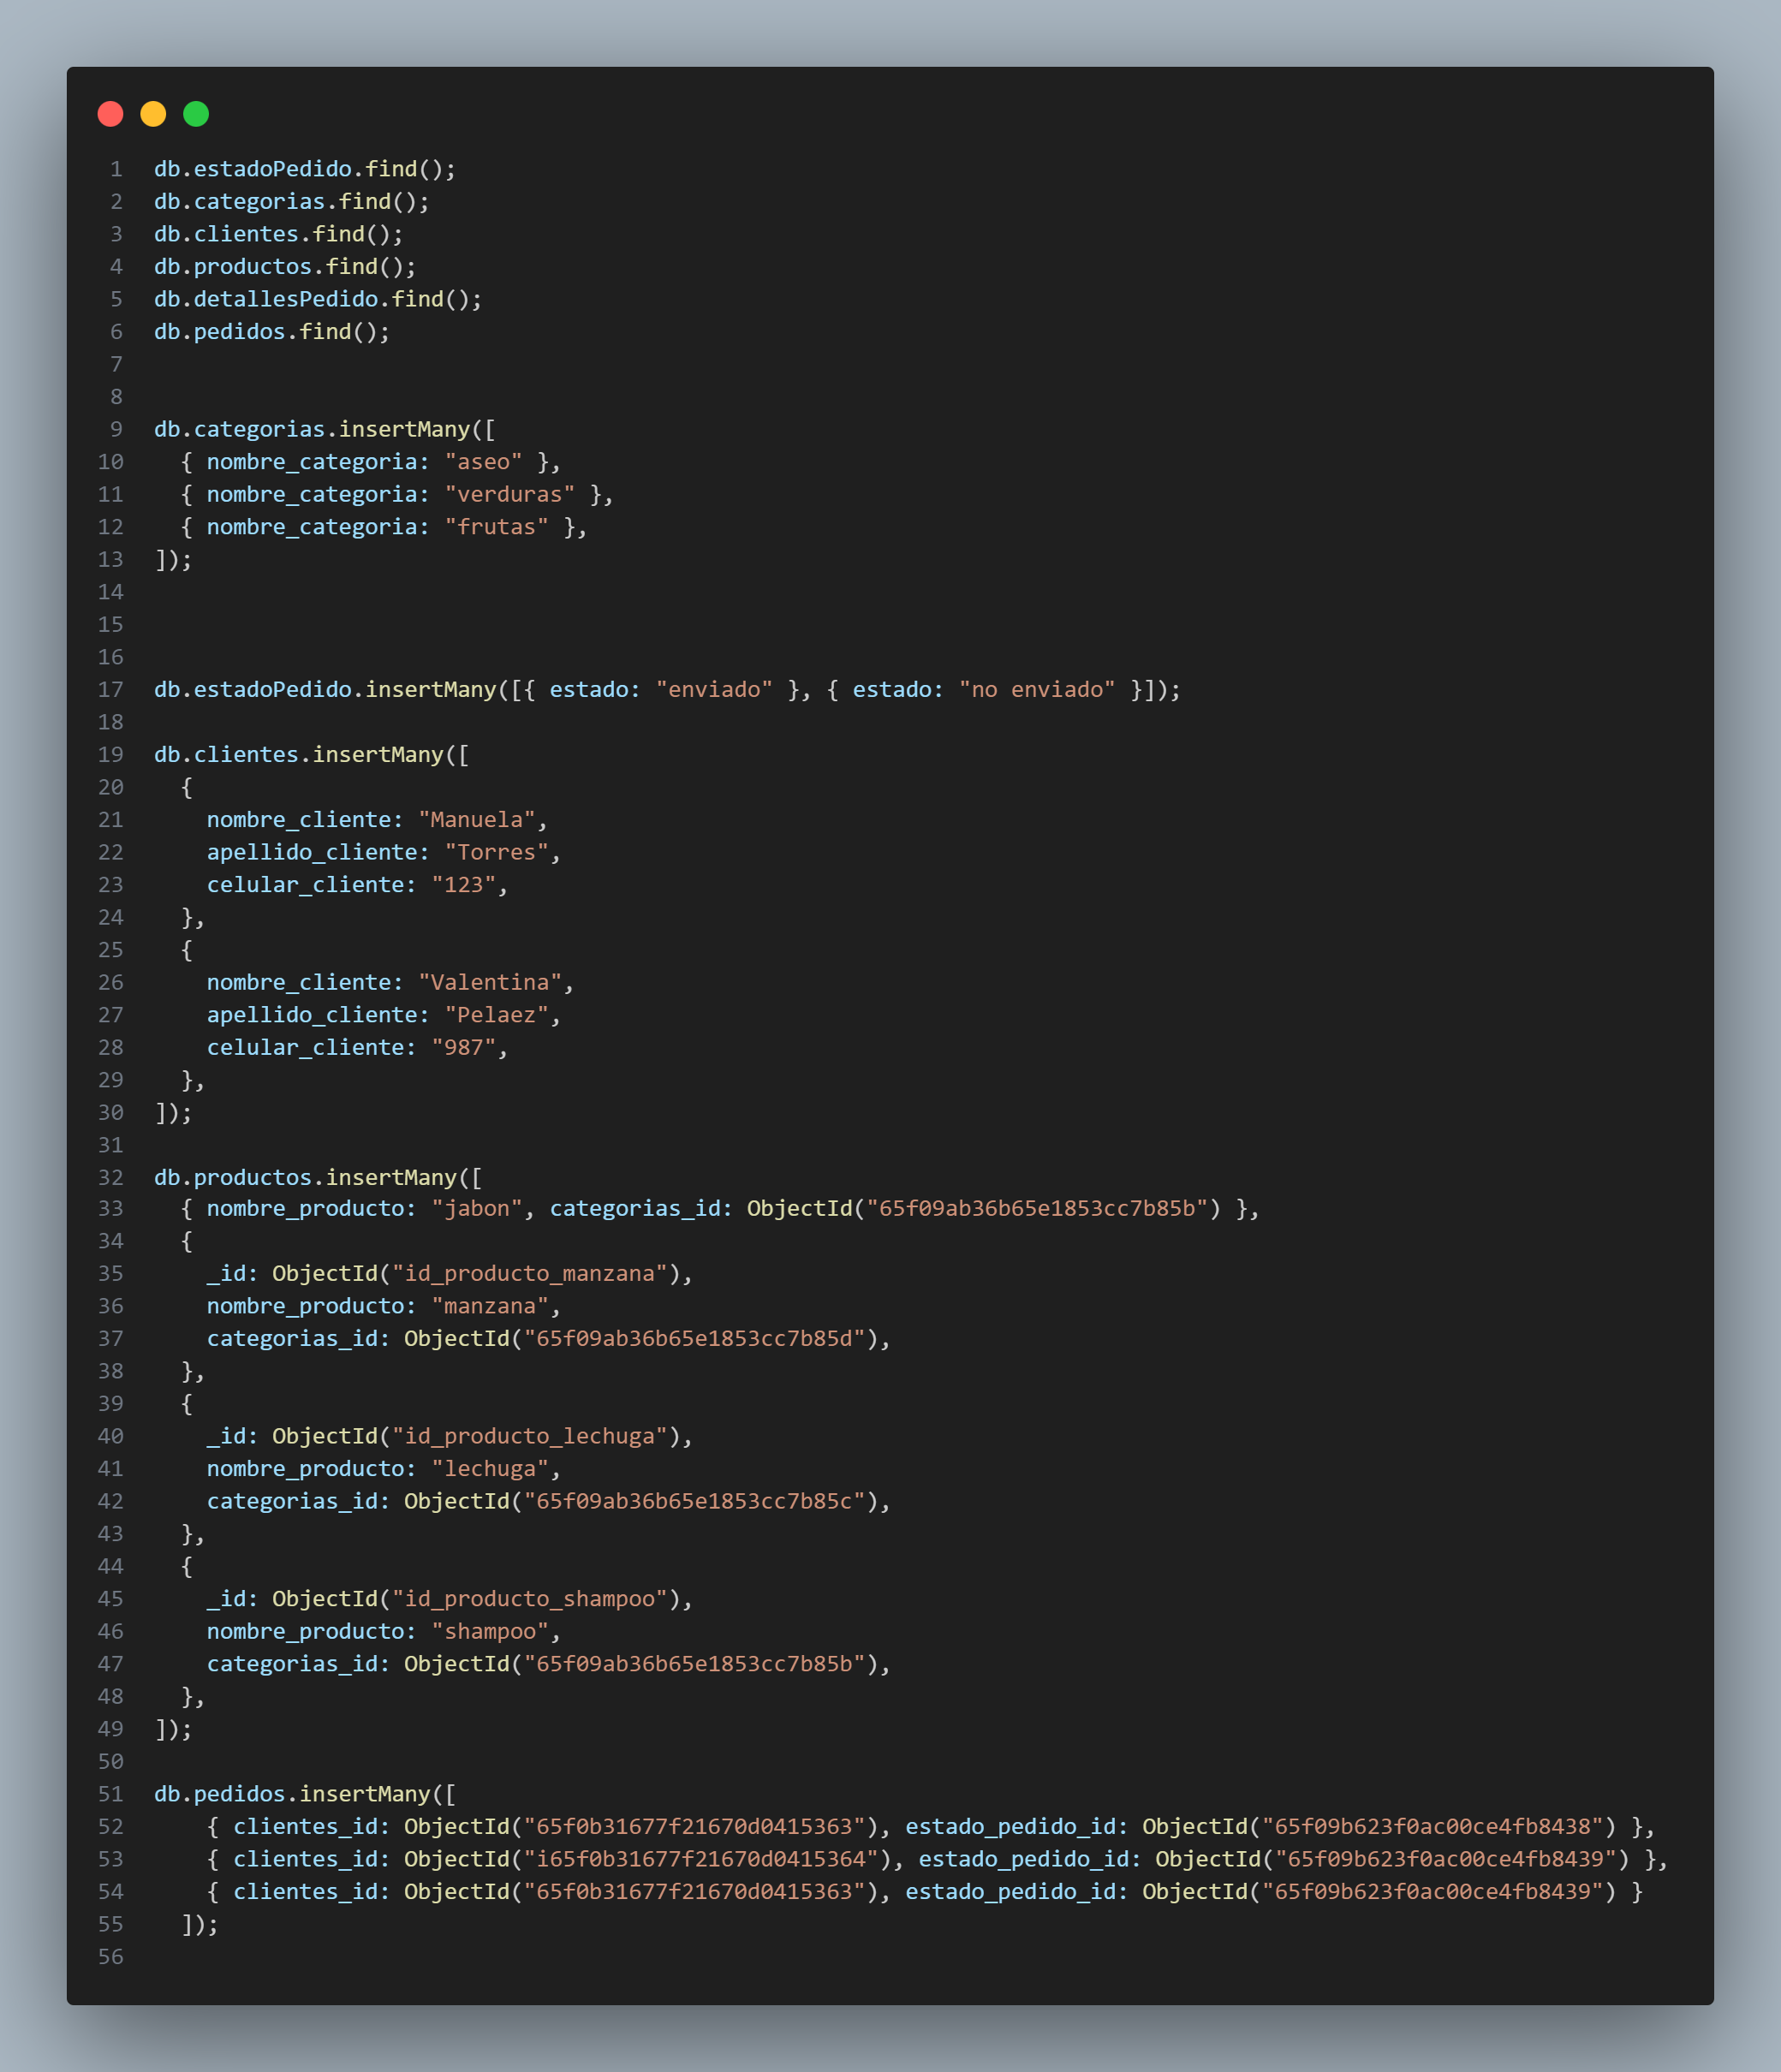 1 db.estadoPedido.find();
2 db.categorias.find();
3 db.clientes.find();
4 db.productos.find();
5 db.detallesPedido.find();
6 db.pedidos.find();
7
8
9 db.categorias.insertMany([
10   { nombre_categoria: "aseo" },
11   { nombre_categoria: "verduras" },
12   { nombre_categoria: "frutas" },
13 ]);
14
15
16
17 db.estadoPedido.insertMany([{ estado: "enviado" }, { estado: "no enviado" }]);
18
19 db.clientes.insertMany([
20   {
21     nombre_cliente: "Manuela",
22     apellido_cliente: "Torres",
23     celular_cliente: "123",
24   },
25   {
26     nombre_cliente: "Valentina",
27     apellido_cliente: "Pelaez",
28     celular_cliente: "987",
29   },
30 ]);
31
32 db.productos.insertMany([
33   { nombre_producto: "jabon", categorias_id: ObjectId("65f09ab36b65e1853cc7b85b") },
34   {
35     _id: ObjectId("id_producto_manzana"),
36     nombre_producto: "manzana",
37     categorias_id: ObjectId("65f09ab36b65e1853cc7b85d"),
38   },
39   {
40     _id: ObjectId("id_producto_lechuga"),
41     nombre_producto: "lechuga",
42     categorias_id: ObjectId("65f09ab36b65e1853cc7b85c"),
43   },
44   {
45     _id: ObjectId("id_producto_shampoo"),
46     nombre_producto: "shampoo",
47     categorias_id: ObjectId("65f09ab36b65e1853cc7b85b"),
48   },
49 ]);
50
51 db.pedidos.insertMany([
52     { clientes_id: ObjectId("65f0b31677f21670d0415363"), estado_pedido_id: ObjectId("65f09b623f0ac00ce4fb8438") },
53     { clientes_id: ObjectId("i65f0b31677f21670d0415364"), estado_pedido_id: ObjectId("65f09b623f0ac00ce4fb8439") },
54     { clientes_id: ObjectId("65f0b31677f21670d0415363"), estado_pedido_id: ObjectId("65f09b623f0ac00ce4fb8439") }
55   ]);
56